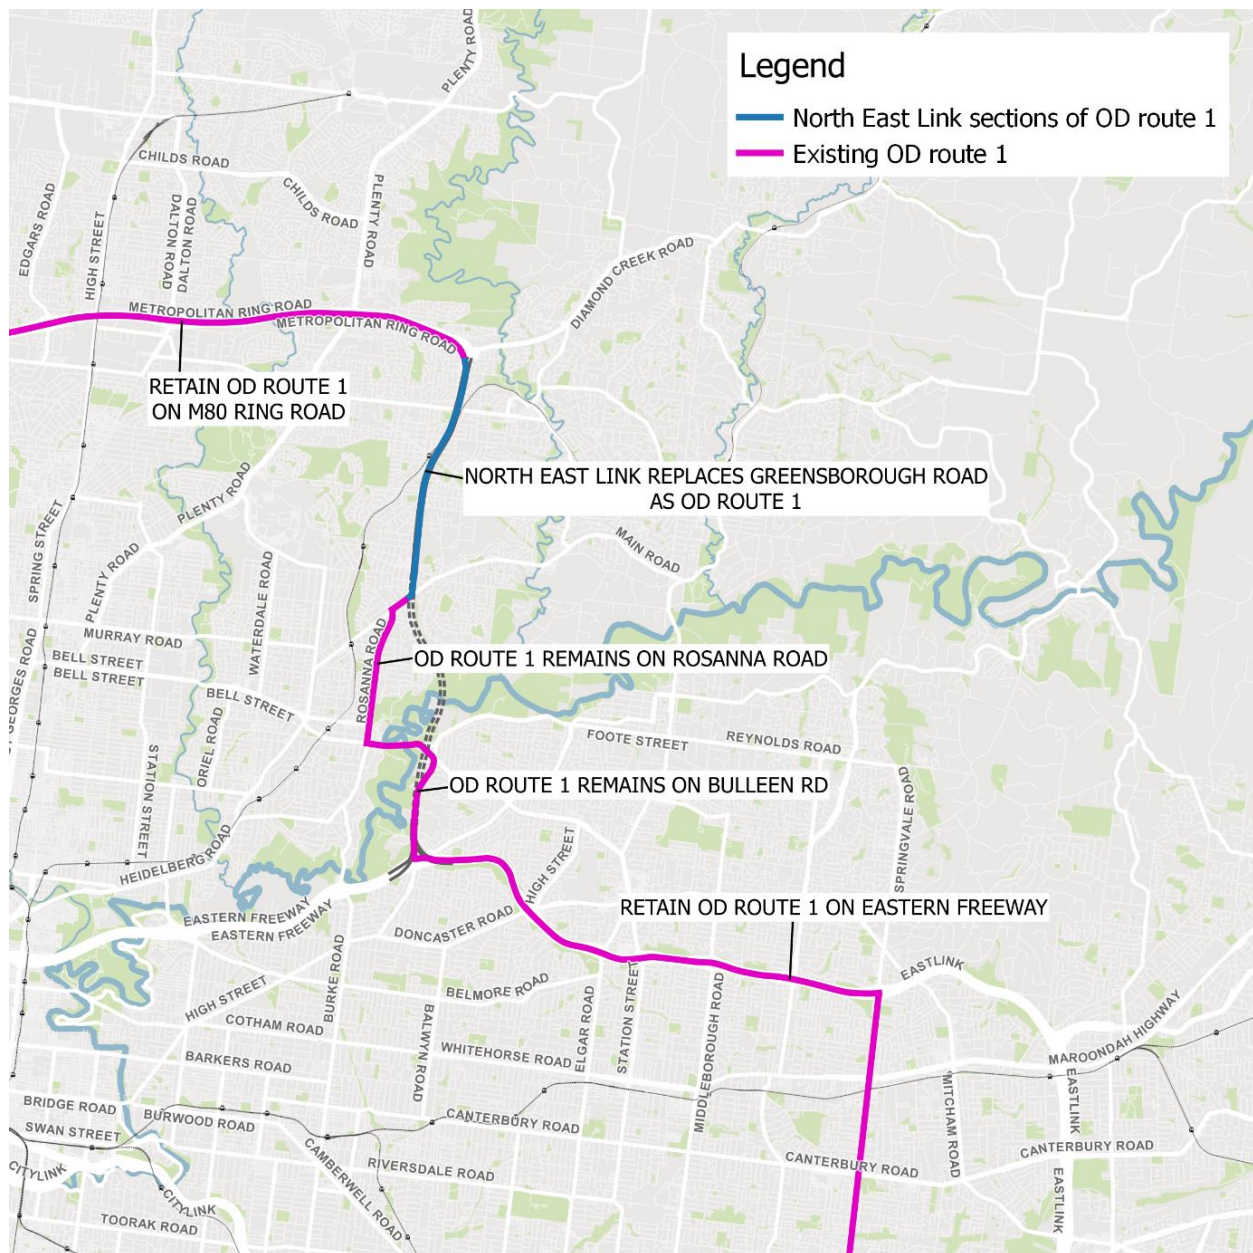 Legend
North East Link sections of OD route 1
Existing OD route 1
PLENTY ROAD
CHILDS ROAD
CHILDS ROAD
PLENTY ROAD
EDGARS ROAD
HIGH STREET
DALTON ROAD
DALTON ROAD
DIAMOND CREEK ROAD
METROPOLITAN RING ROAD
METROPOLITAN RING ROAD
RETAIN OD ROUTE 1
ON M80 RING ROAD
NORTH EAST LINK REPLACES GREENSBOROUGH ROAD
AS OD ROUTE 1
PLENTY ROAD
SPRING STREET
PLENTY ROAD
WATERDALE ROAD
MAIN ROAD
MURRAY ROAD
BELL STREET
BELL STREET
BELL STREET
ROSANNA ROAD
OD ROUTE 1 REMAINS ON ROSANNA ROAD
GEORGES ROAD
ORIEL ROAD
STATION STREET
FOOTE STREET
REYNOLDS ROAD
OD ROUTE 1 REMAINS ON BULLEEN RD
SPRINGVALE ROAD
HEIDELBERG ROAD
HIGH STREET
RETAIN OD ROUTE 1 ON EASTERN FREEWAY
EASTERN FREEWAY
EASTERN FREEWAY
DONCASTER ROAD
EASTLINK
HIGH STREET
BURKE ROAD
BELMORE ROAD
BALWYN ROAD
ELGAR ROAD
STATION STREET
MIDDLEBOROUGH ROAD
COTHAM ROAD
WHITEHORSE ROAD
MAROONDAH HIGHWAY
BARKERS ROAD
MITCHAM ROAD
EASTLINK
BRIDGE ROAD
BURWOOD ROAD
CANTERBURY ROAD
SWAN STREET
CAMBERWELL ROAD
RIVERSDALE ROAD
CANTERBURY ROAD
CANTERBURY ROAD
CITYLINK
CITYLINK
EASTLINK
TOORAK ROAD